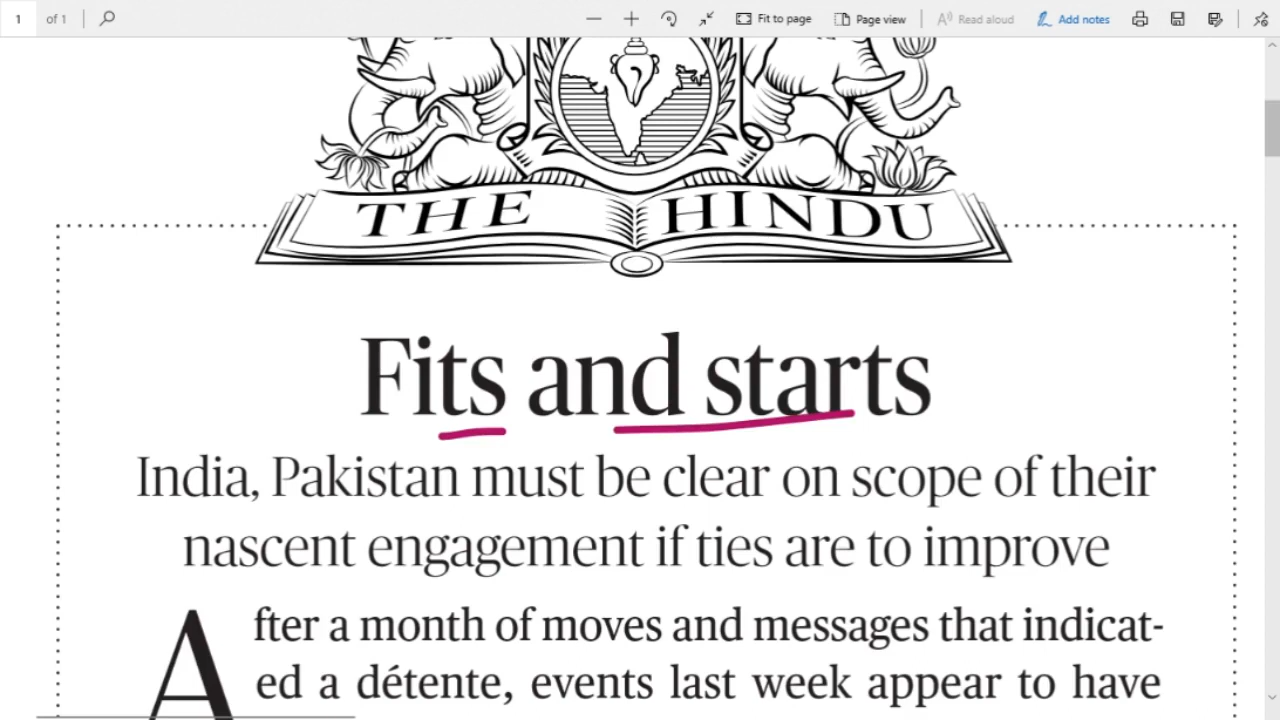 1 of 1 Fit to page Page view Read aloud Add notes
THE HINDU
Fits and starts
India, Pakistan must be clear on scope of their
nascent engagement if ties are to improve
After a month of moves and messages that indicat-
ed a détente, events last week appear to have